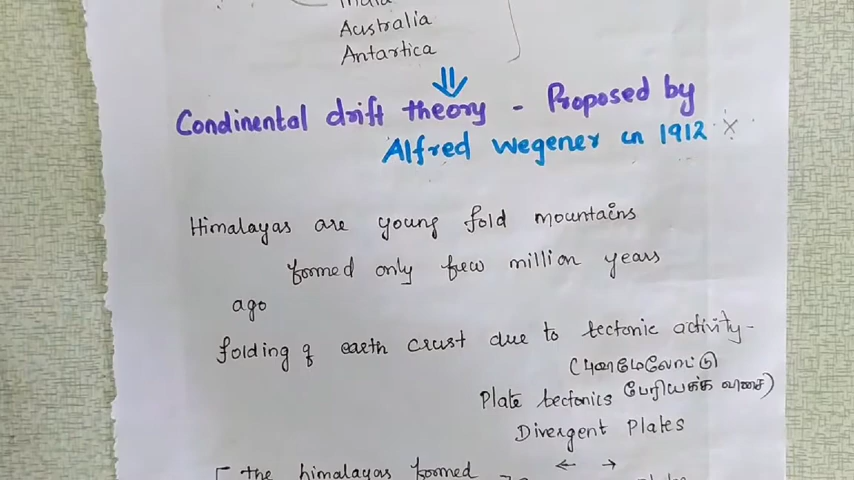 India
Australia
Antartica
Condinental drift theory - Proposed by
Alfred Wegener in 1912 x
Himalayas are young fold mountains
formed only few million years
ago
folding of earth crust due to tectonic activity-
Plate tectonics
Divergent Plates
← →
[ the himalayas formed